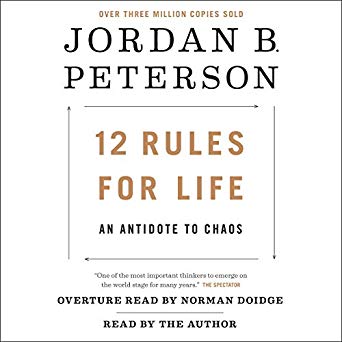 OVER THREE MILLION COPIES SOLD
JORDAN B.
PETERSON
12 RULES
FOR LIFE
AN ANTIDOTE TO CHAOS
"One of the most important thinkers to emerge on
the world stage for many years." THE SPECTATOR
OVERTURE READ BY NORMAN DOIDGE
READ BY THE AUTHOR